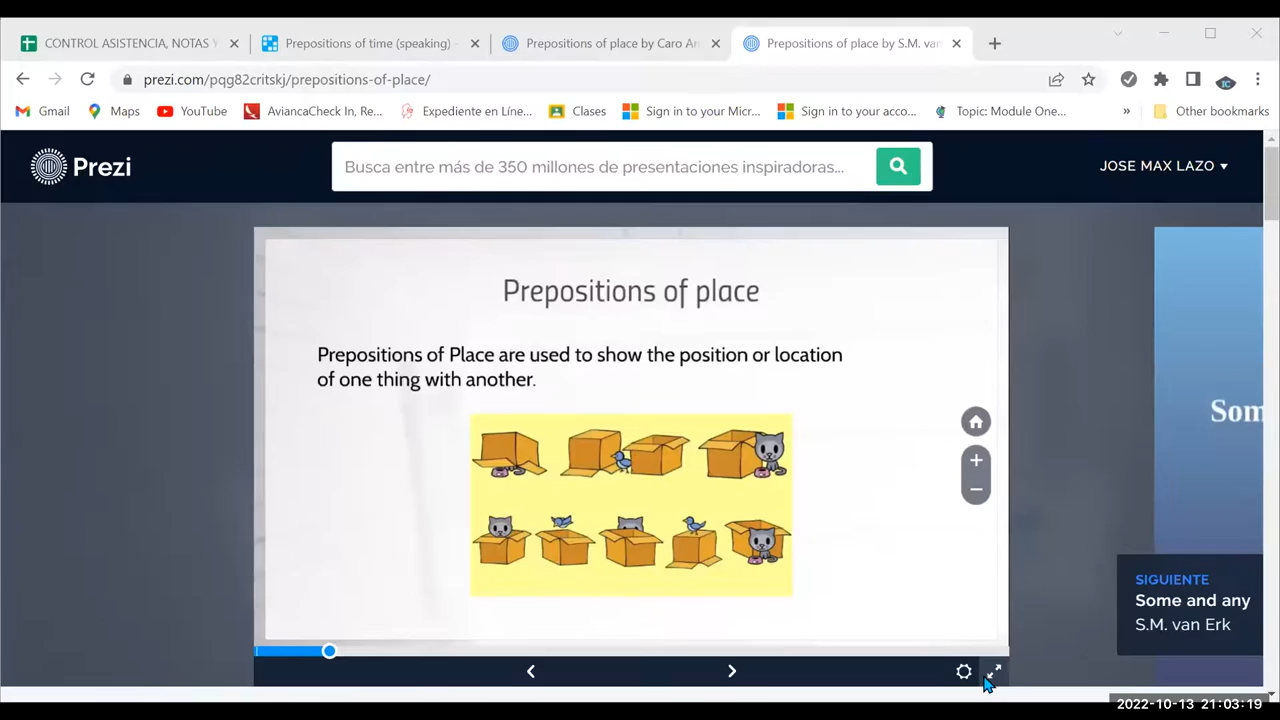 CONTROL ASISTENCIA, NOTAS Y
Prepositions of time (speaking) -
Prepositions of place by Caro A
Prepositions of place by S.M. van
prezi.com/pqg82critskj/prepositions-of-place/
Gmail
Maps
YouTube
AviancaCheck In, Re...
Expediente en Líne...
Clases
Sign in to your Micr...
Sign in to your acco...
Topic: Module One...
»
Other bookmarks
Prezi
Busca entre más de 350 millones de presentaciones inspiradoras...
JOSE MAX LAZO
Prepositions of place
Prepositions of Place are used to show the position or location
of one thing with another.
Som
SIGUIENTE
Some and any
S.M. van Erk
2022-10-13 21:03:19